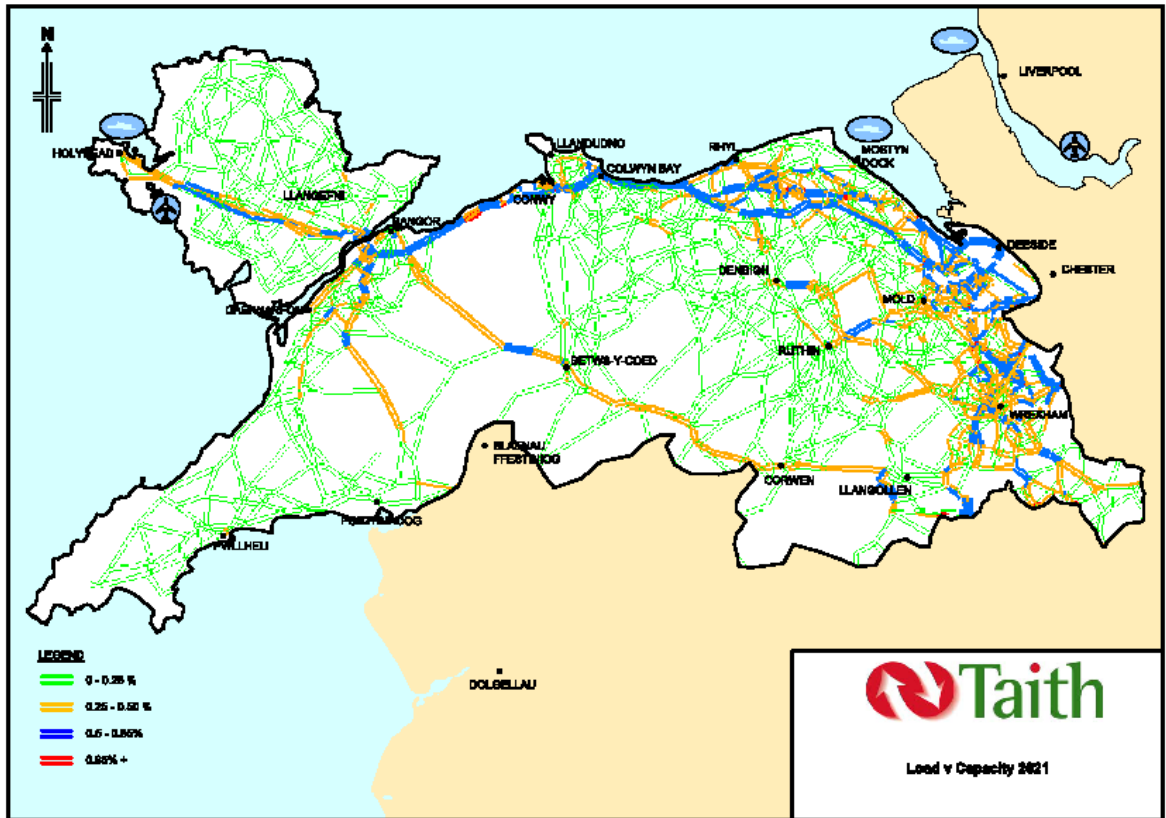 N
LIVERPOOL
LLANDUDNO
RHYL
MOSTYN
DOCK
HOLYHEAD
COLWYN BAY
LLANGEFNI
CONWY
BANGOR
DEESIDE
CHESTER
DENBIGH
MOLD
CAERNARFON
RUTHIN
BETWS-Y-COED
WREXHAM
BLAENAU
FFESTINIOG
CORWEN
LLANGOLLEN
PORTHMADOG
PWLLHELI
DOLGELLAU
LEGEND
0 - 0.25 %
0.25 - 0.50 %
0.5 - 0.85%
0.85% +
Taith
Load v Capacity 2021